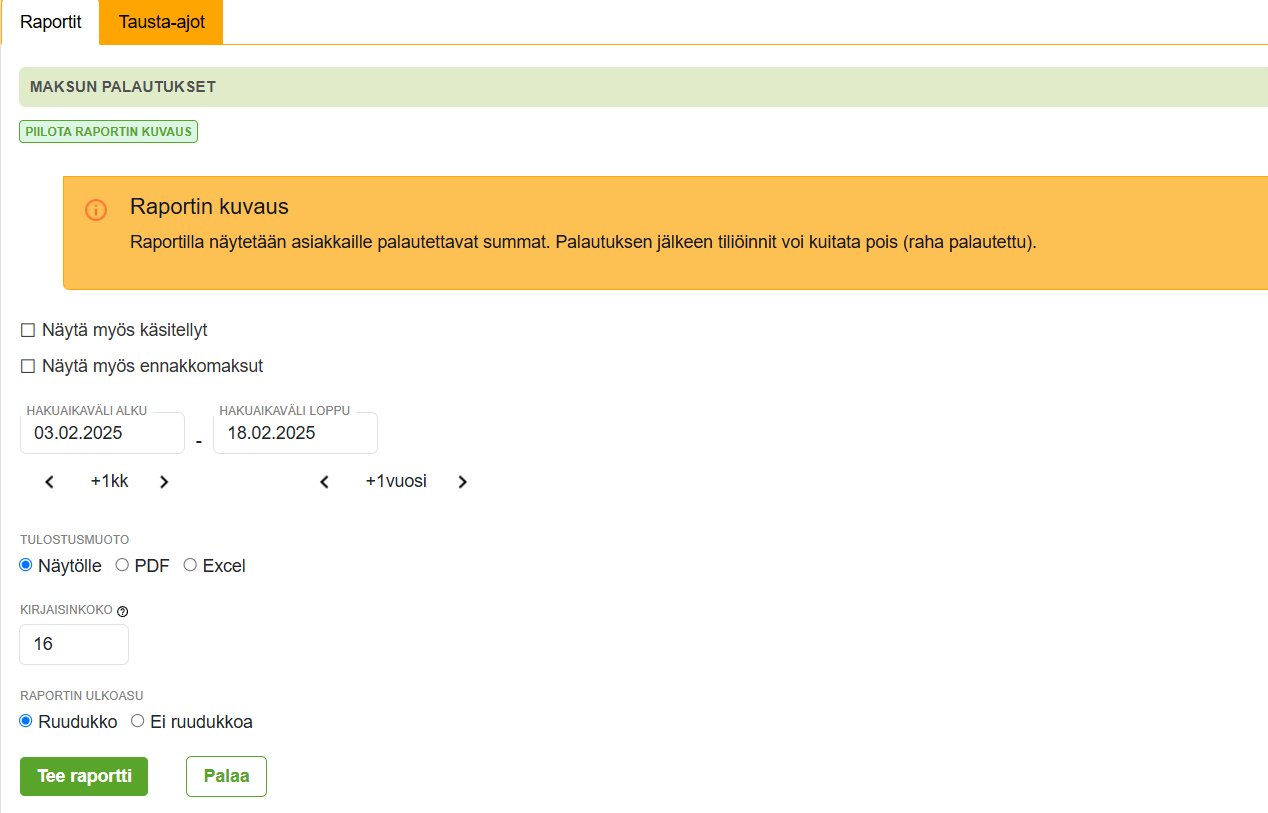 Raportit Tausta-ajot
MAKSUN PALAUTUKSET
PIILOTA RAPORTIN KUVAUS
Raportin kuvaus
Raportilla näytetään asiakkaille palautettavat summat. Palautuksen jälkeen tiliöinnit voi kuitata pois (raha palautettu).
Näytä myös käsitellyt
Näytä myös ennakkomaksut
HAKUAIKAVÄLI ALKU HAKUAIKAVÄLI LOPPU
03.02.2025 - 18.02.2025
+1kk +1vuosi
TULOSTUSMUOTO
Näytölle PDF Excel
KIRJAISINKOKO
16
RAPORTIN ULKOASU
Ruudukko Ei ruudukkoa
Tee raportti Palaa